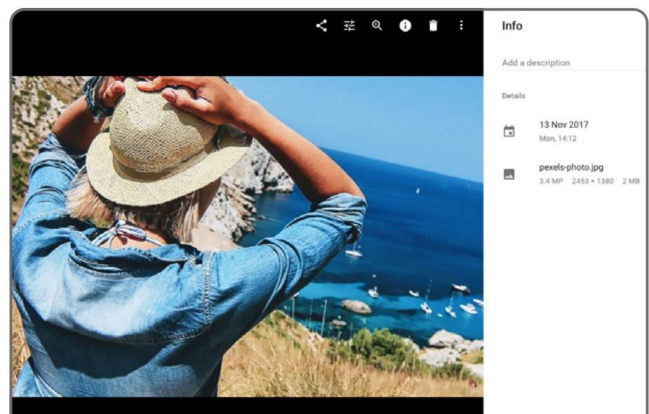 Info
Add a description
Details
13 Nov 2017
Mon, 14:12
pexels-photo.jpg
3.4 MP 2453 × 1380 2 MB